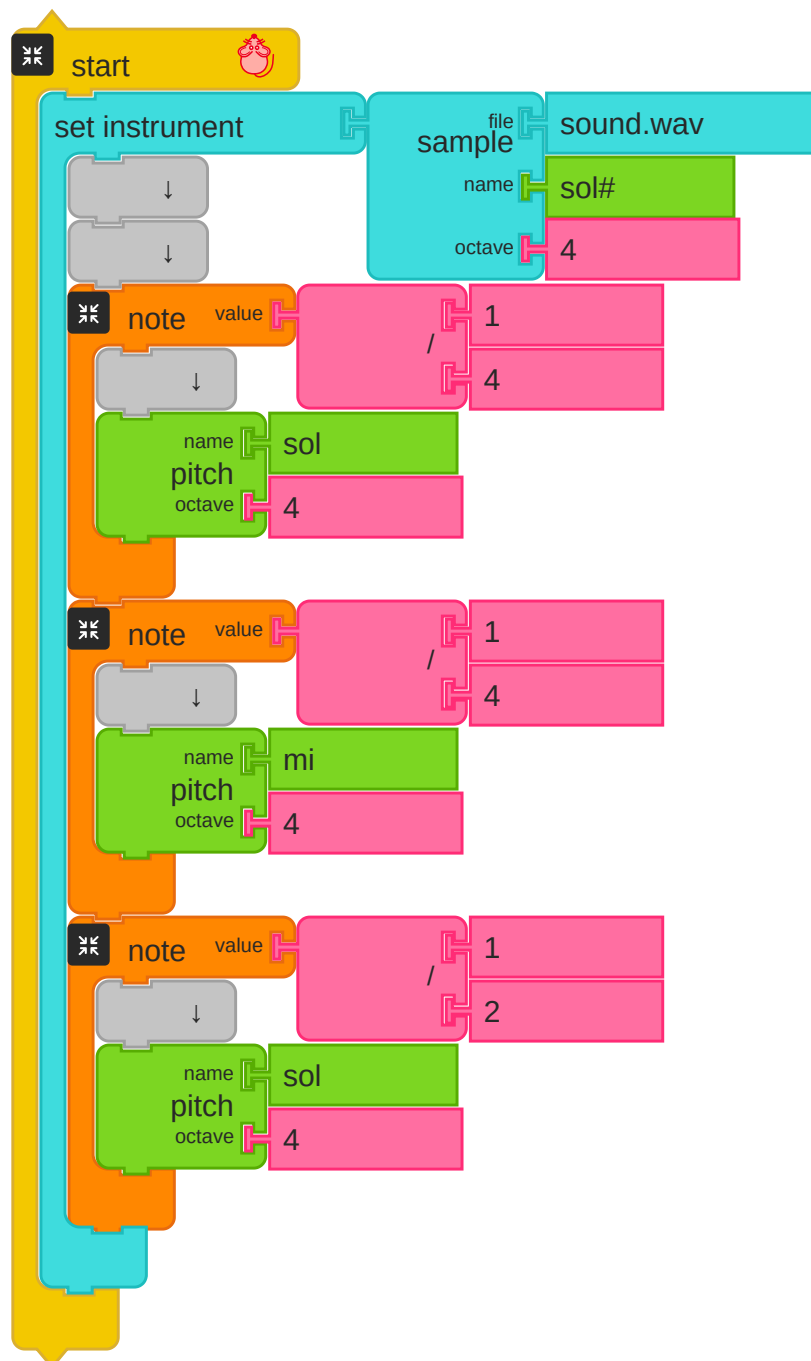 start
set instrument
file sound.wav
sample
name sol#
octave 4
↓
↓
note value 1
/
4
↓
name sol
pitch
octave 4
note value 1
/
4
↓
name mi
pitch
octave 4
note value 1
/
2
↓
name sol
pitch
octave 4